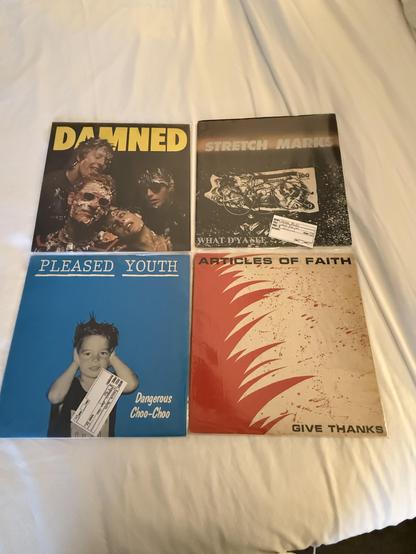 DAMNED
STRETCH MARKS
WHAT D'YA SEE
PLEASED YOUTH
Dangerous
Choo-Choo
ARTICLES OF FAITH
GIVE THANKS